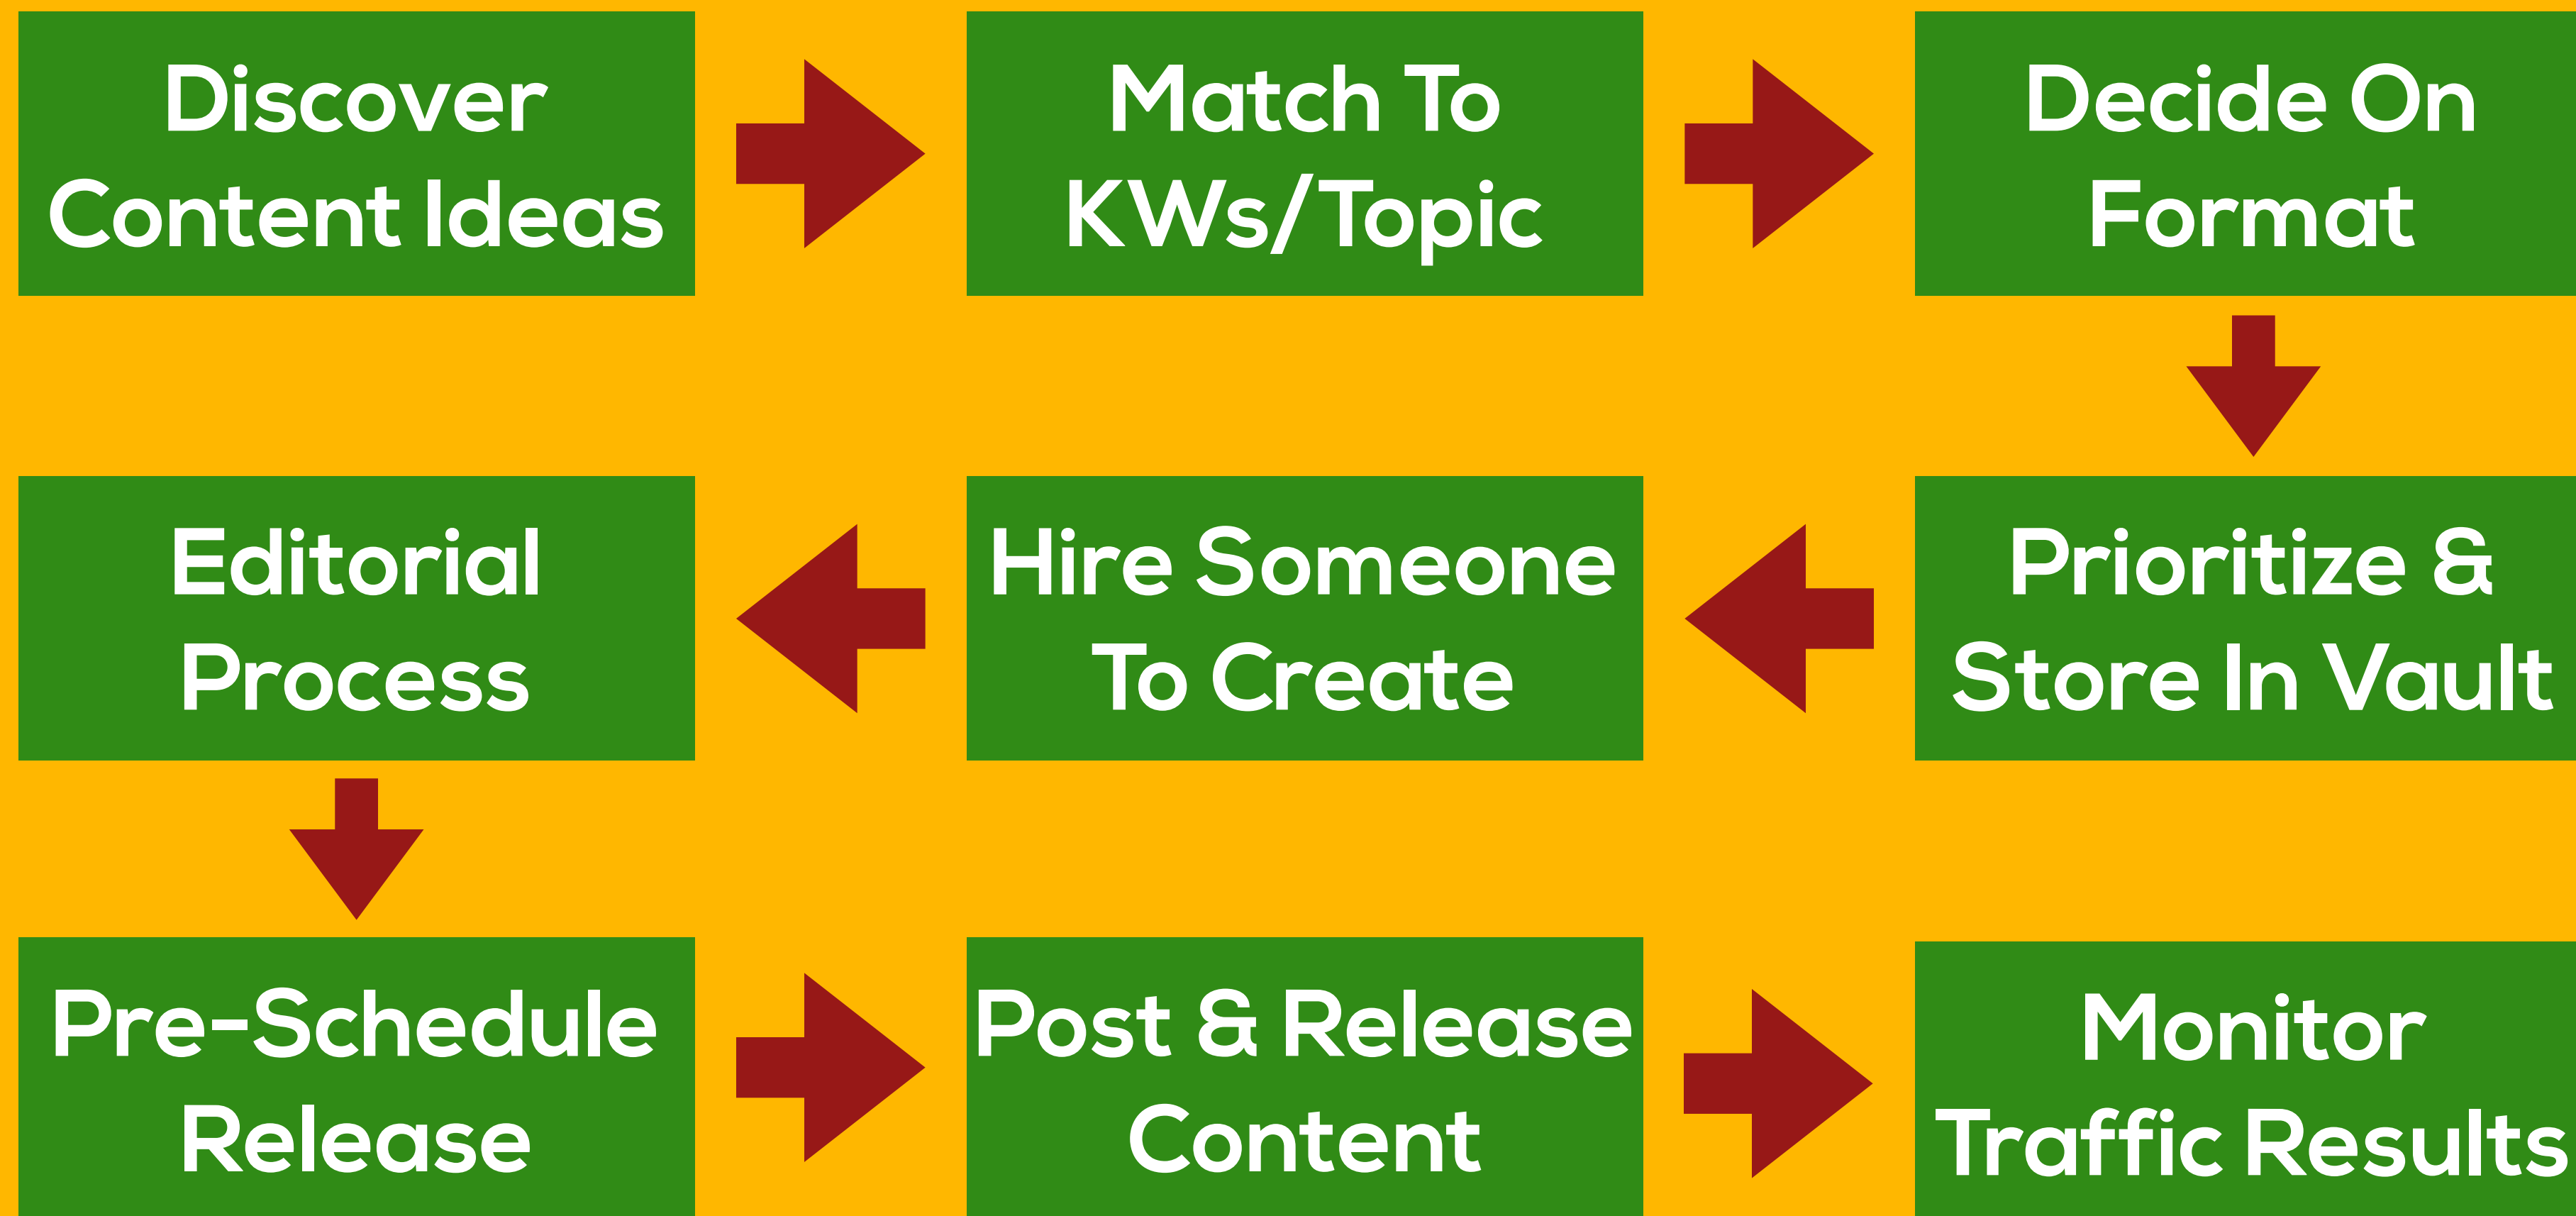 Discover
Content Ideas
Match To
KWs/Topic
Decide On
Format
Prioritize &
Store In Vault
Hire Someone
To Create
Editorial
Process
Pre-Schedule
Release
Post & Release
Content
Monitor
Traffic Results